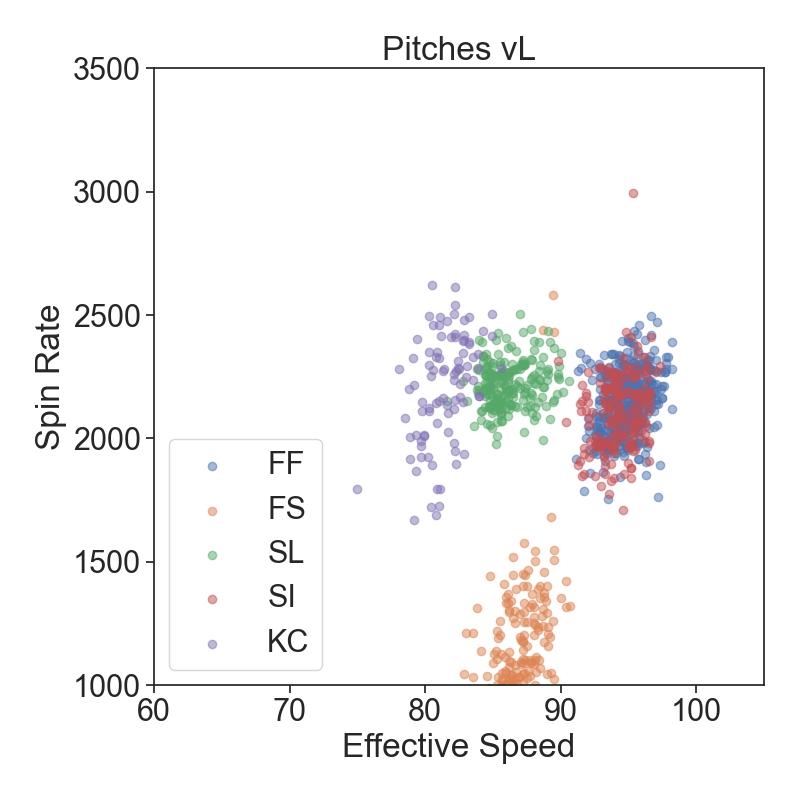 Pitches vL
3500
3000
2500
2000
1500
1000
Spin Rate
FF
FS
SL
SI
KC
60 70 80 90 100
Effective Speed